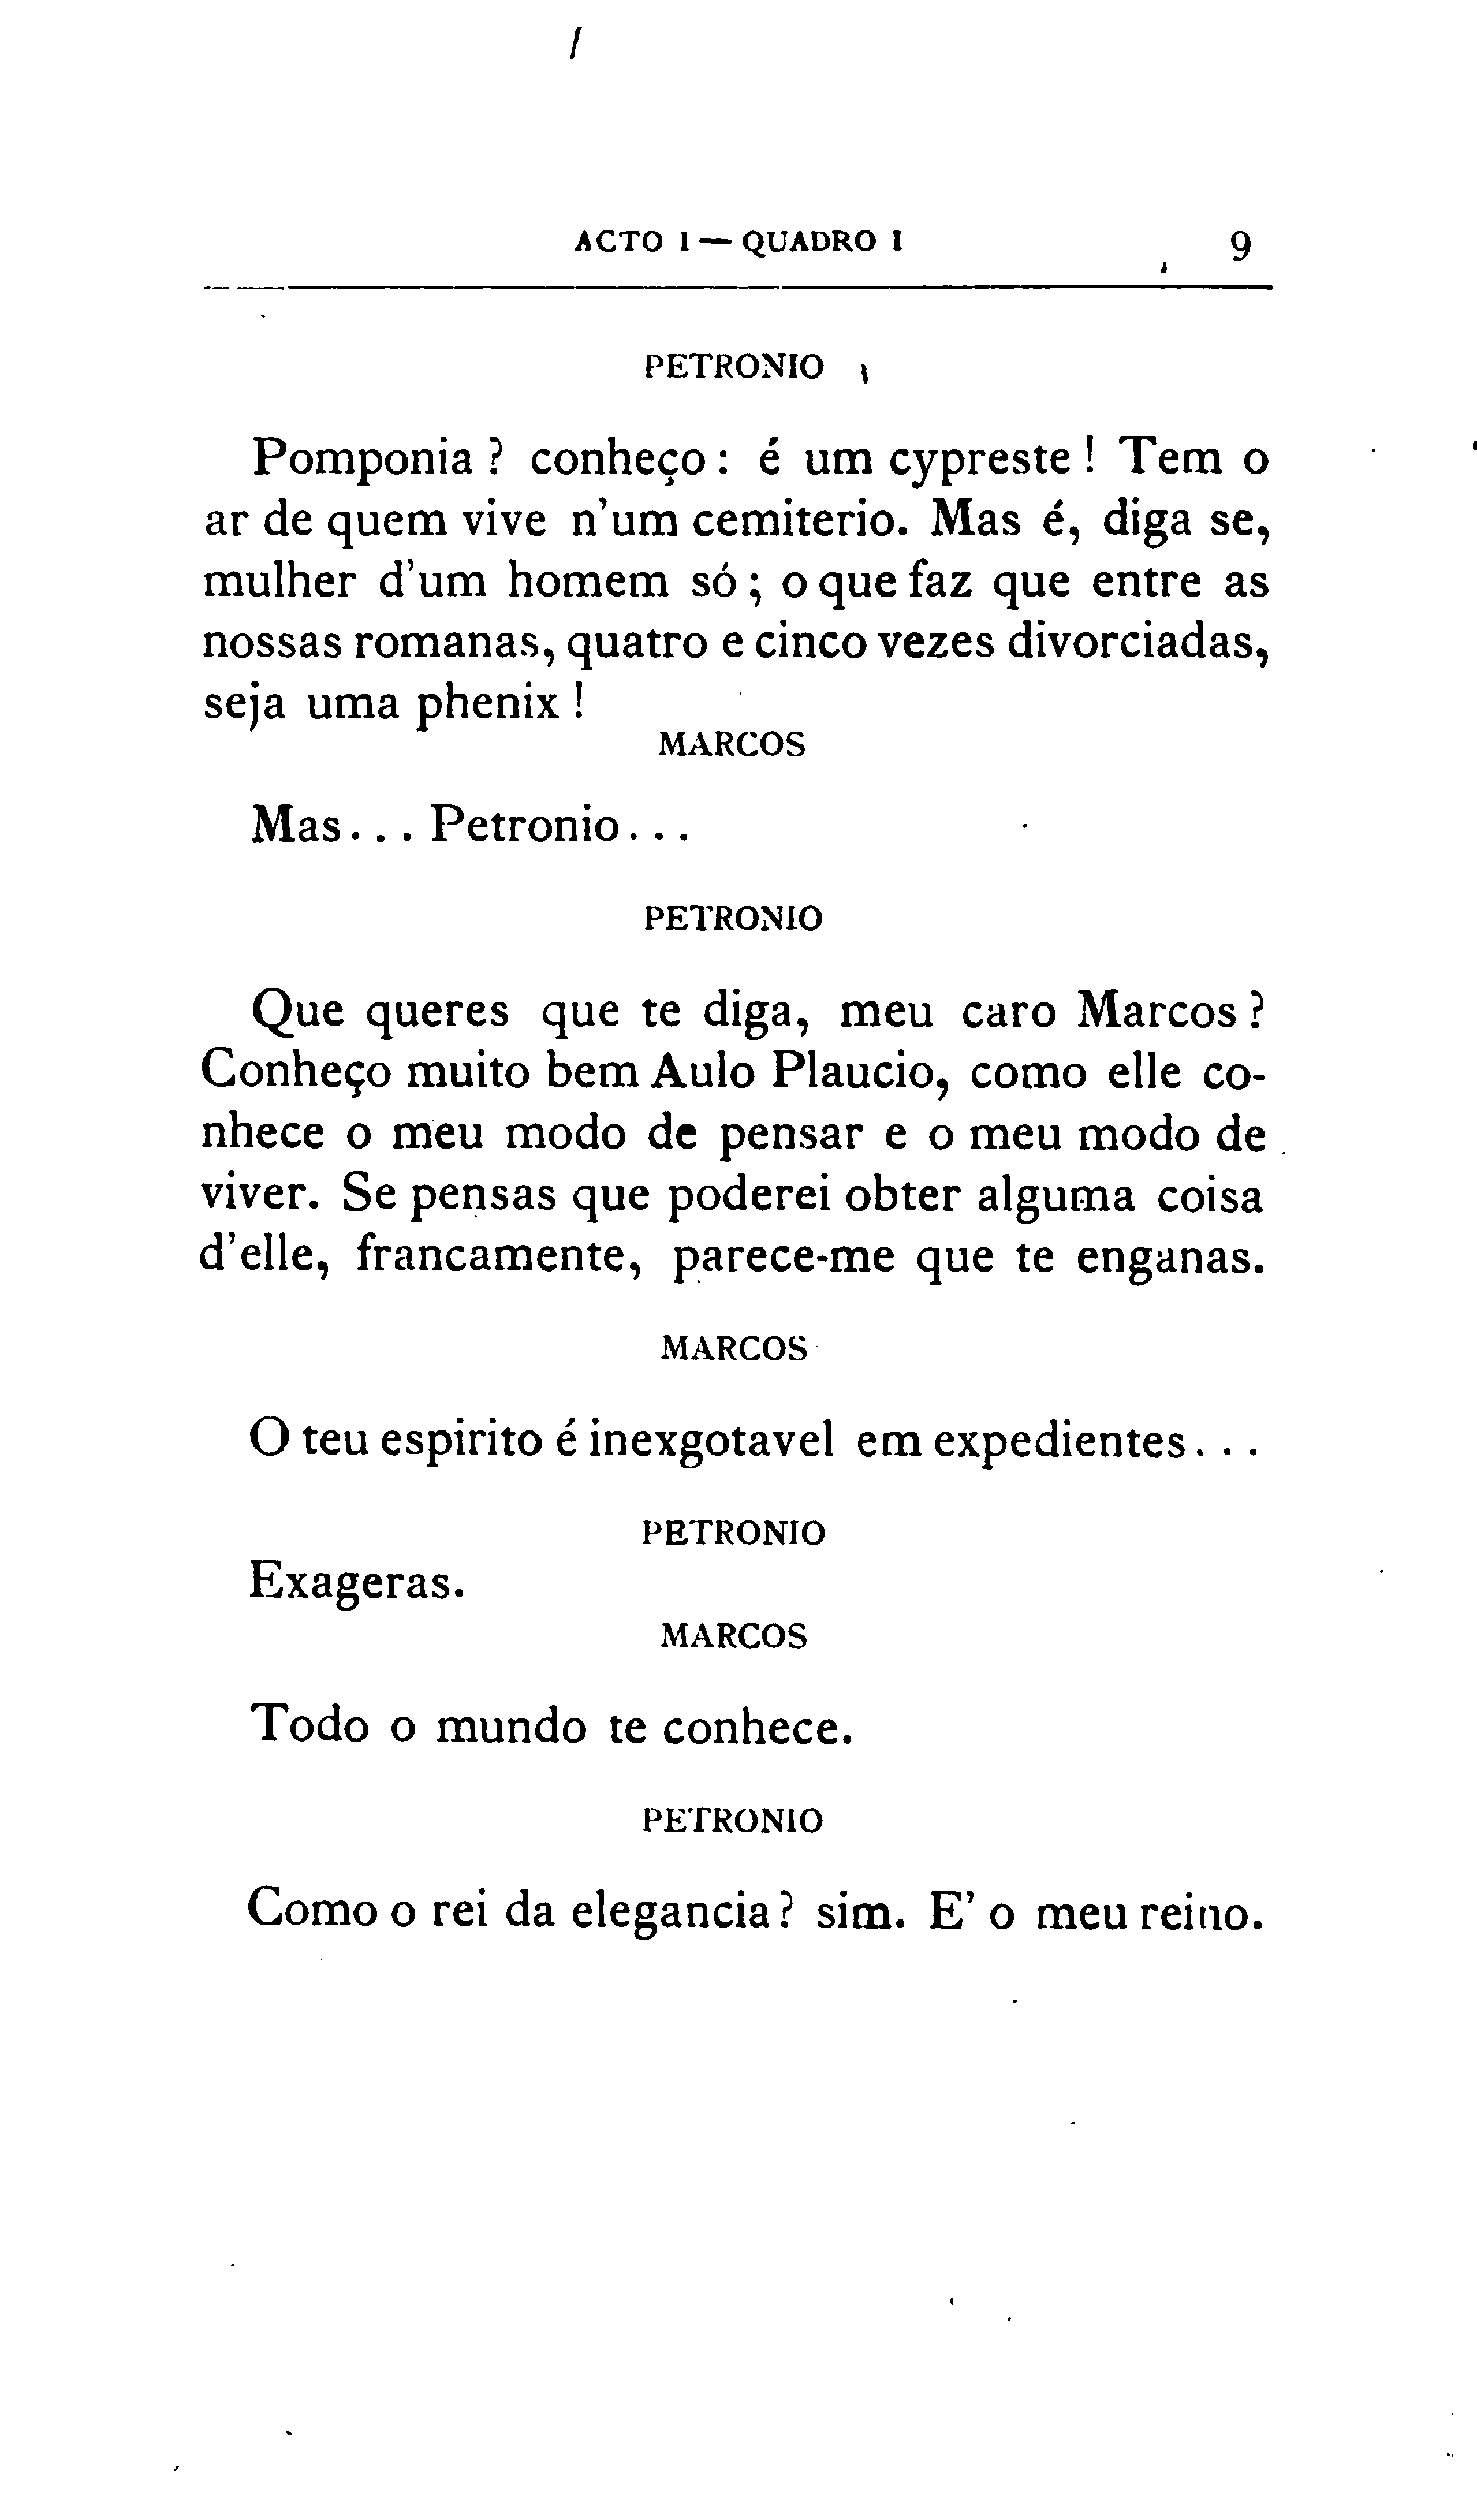 ACTO I — QUADRO I 9
PETRONIO
Pomponia ? conheço : é um cypreste ! Tem o
ar de quem vive n'um cemiterio. Mas é, diga se,
mulher d'um homem só ; o que faz que entre as
nossas romanas, quatro e cinco vezes divorciadas,
seja uma phenix !
MARCOS
Mas... Petronio...
PETRONIO
Que queres que te diga, meu caro Marcos ?
Conheço muito bem Aulo Plaucio, como elle co-
nhece o meu modo de pensar e o meu modo de
viver. Se pensas que poderei obter alguma coisa
d'elle, francamente, parece-me que te enganas.
MARCOS
O teu espirito é inexgotavel em expedientes...
PETRONIO
Exageras.
MARCOS
Todo o mundo te conhece.
PETRONIO
Como o rei da elegancia ? sim. E' o meu reino.